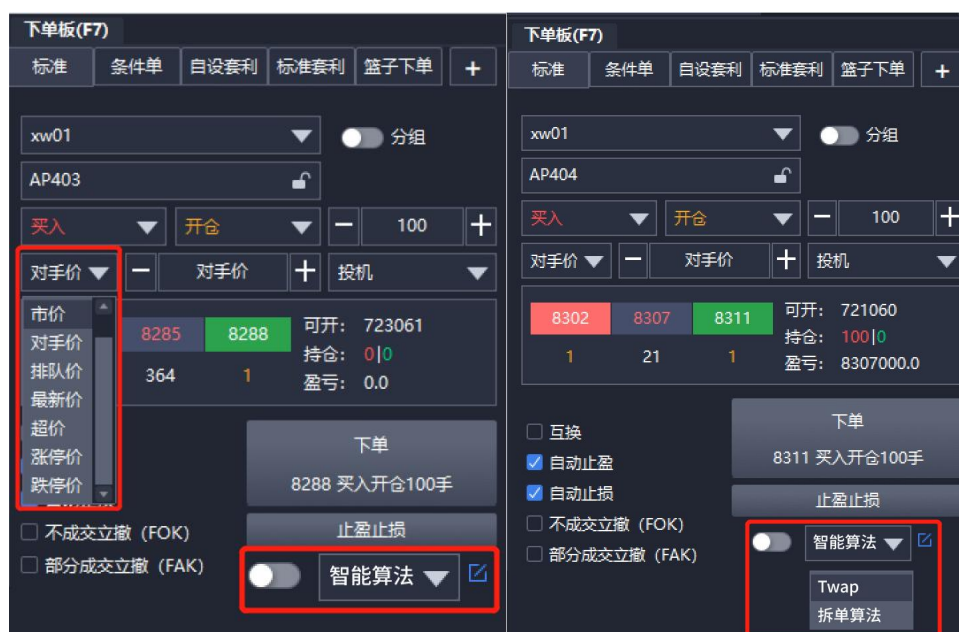 下单板(F7)
标准 条件单 自设套利 标准套利 篮子下单 +
xw01 分组
AP403
买入 开仓 − 100 +
对手价 − 对手价 + 投机
市价
对手价
排队价
最新价
超价
涨停价
跌停价
8285 8288
364 1
可开: 723061
持仓: 0|0
盈亏: 0.0
下单
8288 买入开仓100手
止盈止损
不成交立撤 (FOK)
部分成交立撤 (FAK)
智能算法
下单板(F7)
标准 条件单 自设套利 标准套利 篮子下单 +
xw01 分组
AP404
买入 开仓 − 100 +
对手价 − 对手价 + 投机
8302 8307 8311
1 21 1
可开: 721060
持仓: 100|0
盈亏: 8307000.0
互换
自动止盈
自动止损
不成交立撤 (FOK)
部分成交立撤 (FAK)
下单
8311 买入开仓100手
止盈止损
智能算法
Twap
拆单算法